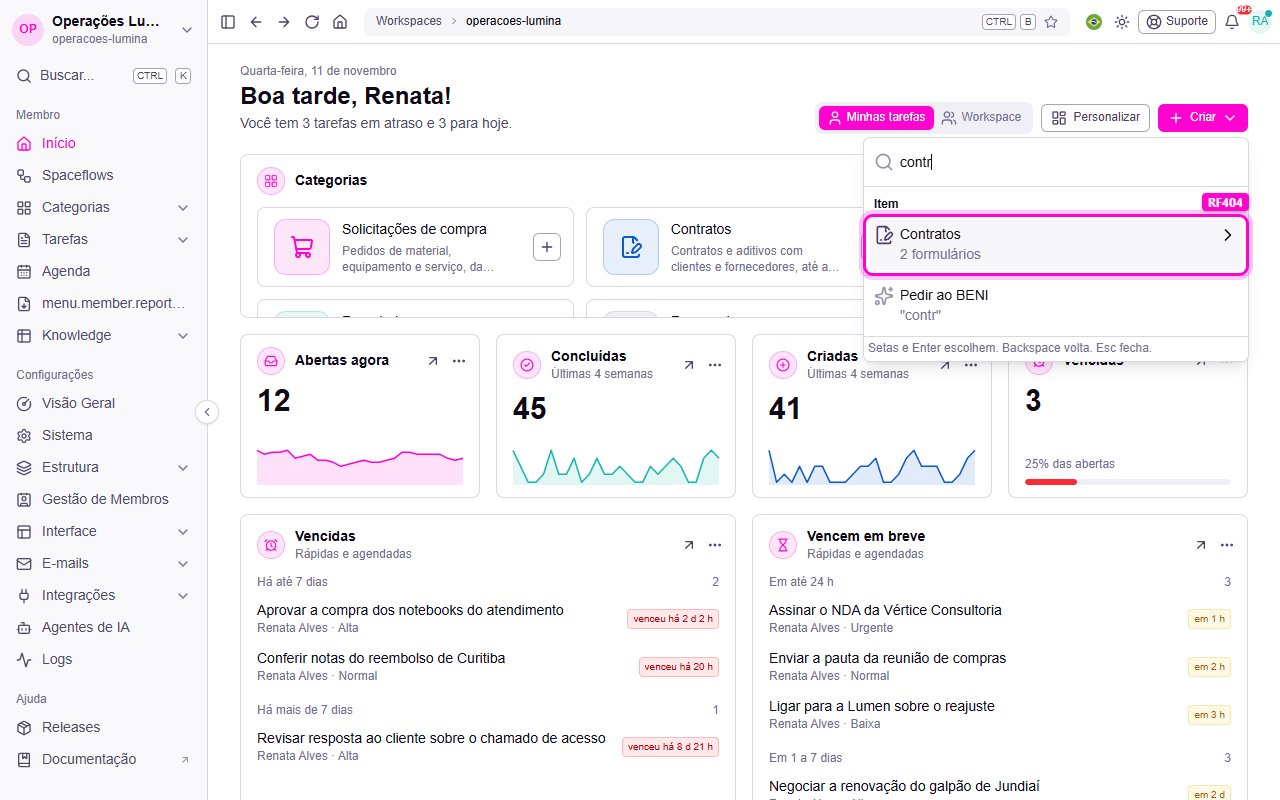 OP
Operações Lu...
operacoes-lumina
Buscar...
CTRL K
Membro
Início
Spaceflows
Categorias
Tarefas
Agenda
menu.member.report...
Knowledge
Configurações
Visão Geral
Sistema
Estrutura
Gestão de Membros
Interface
E-mails
Integrações
Agentes de IA
Logs
Ajuda
Releases
Documentação
Workspaces
operacoes-lumina
CTRL B
Suporte
99+
RA
Quarta-feira, 11 de novembro
Boa tarde, Renata!
Você tem 3 tarefas em atraso e 3 para hoje.
Minhas tarefas
Workspace
Personalizar
Criar
contr
Item
RF404
Contratos
2 formulários
Pedir ao BENI
"contr"
Setas e Enter escolhem. Backspace volta. Esc fecha.
Categorias
Solicitações de compra
Pedidos de material,
equipamento e serviço, da...
Contratos
Contratos e aditivos com
clientes e fornecedores, até a...
Abertas agora
12
Concluídas
Últimas 4 semanas
45
Criadas
Últimas 4 semanas
41
Vencidas
3
25% das abertas
Vencidas
Rápidas e agendadas
Há até 7 dias
2
Aprovar a compra dos notebooks do atendimento
Renata Alves · Alta
venceu há 2 d 2 h
Conferir notas do reembolso de Curitiba
Renata Alves · Normal
venceu há 20 h
Há mais de 7 dias
1
Revisar resposta ao cliente sobre o chamado de acesso
Renata Alves · Alta
venceu há 8 d 21 h
Vencem em breve
Rápidas e agendadas
Em até 24 h
3
Assinar o NDA da Vértice Consultoria
Renata Alves · Urgente
em 1 h
Enviar a pauta da reunião de compras
Renata Alves · Normal
em 2 h
Ligar para a Lumen sobre o reajuste
Renata Alves · Baixa
em 3 h
Em 1 a 7 dias
3
Negociar a renovação do galpão de Jundiaí
em 2 d